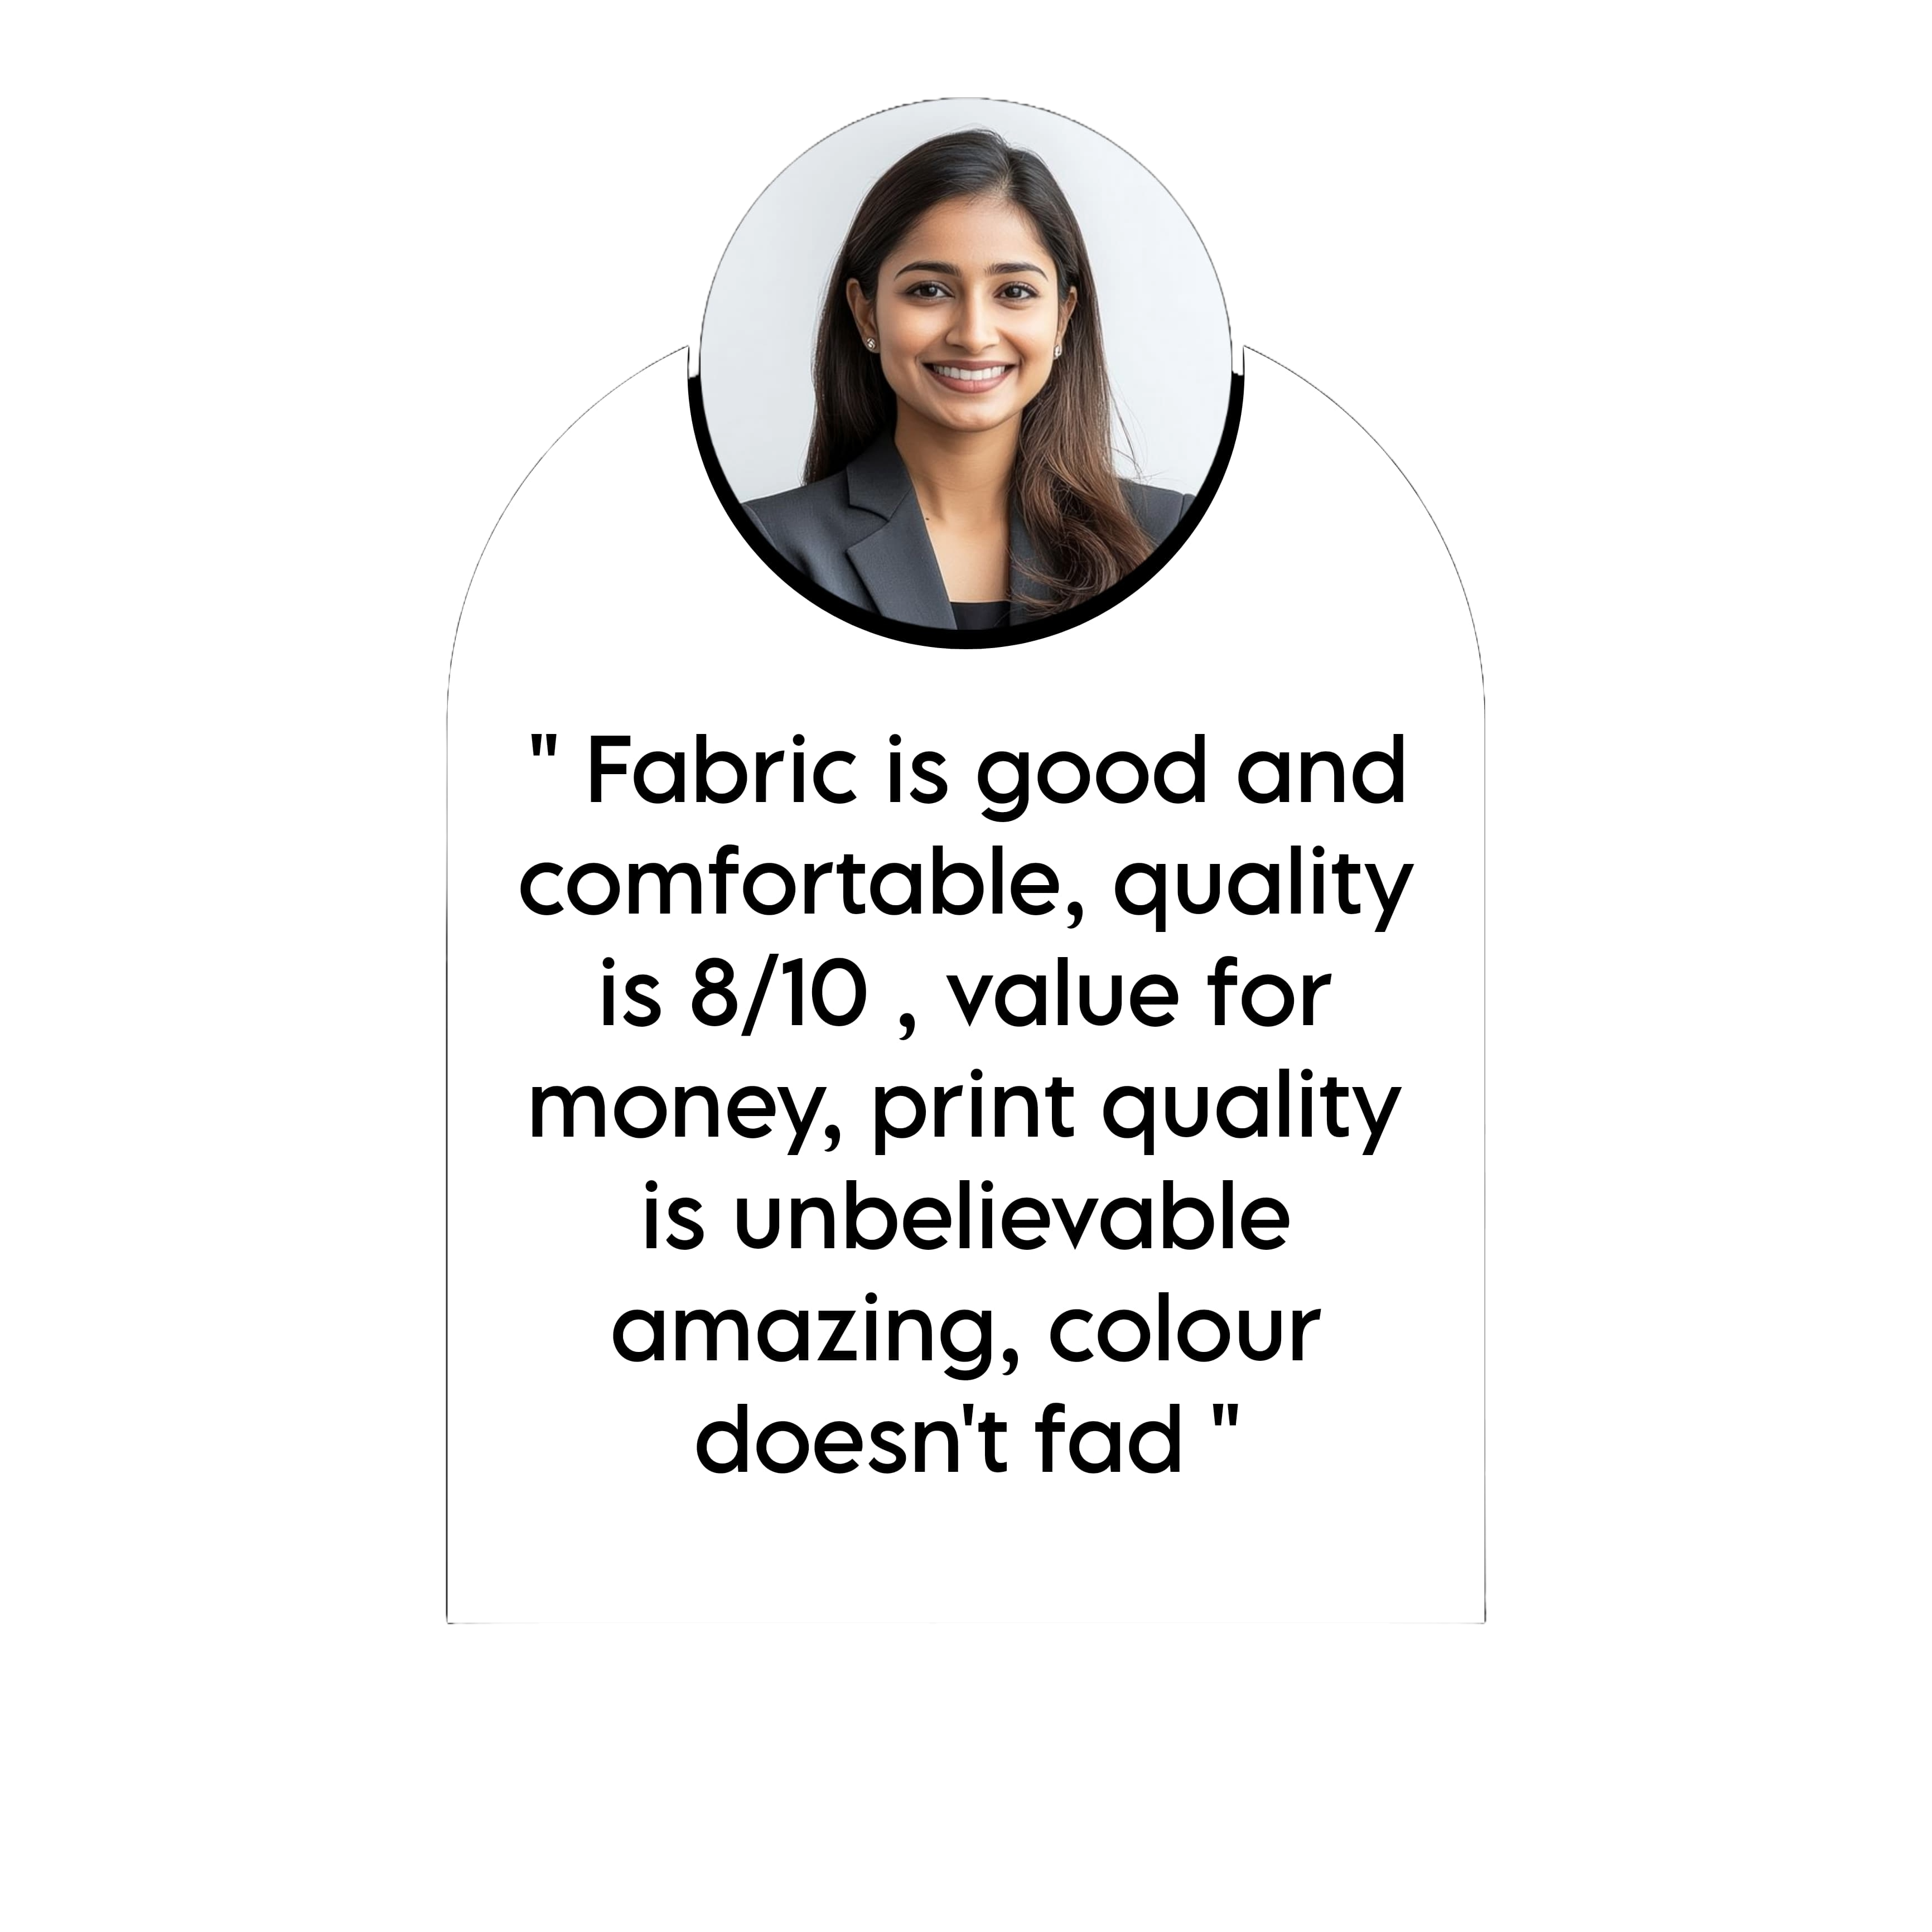 " Fabric is good and
comfortable, quality
is 8/10 , value for
money, print quality
is unbelievable
amazing, colour
doesn't fad "